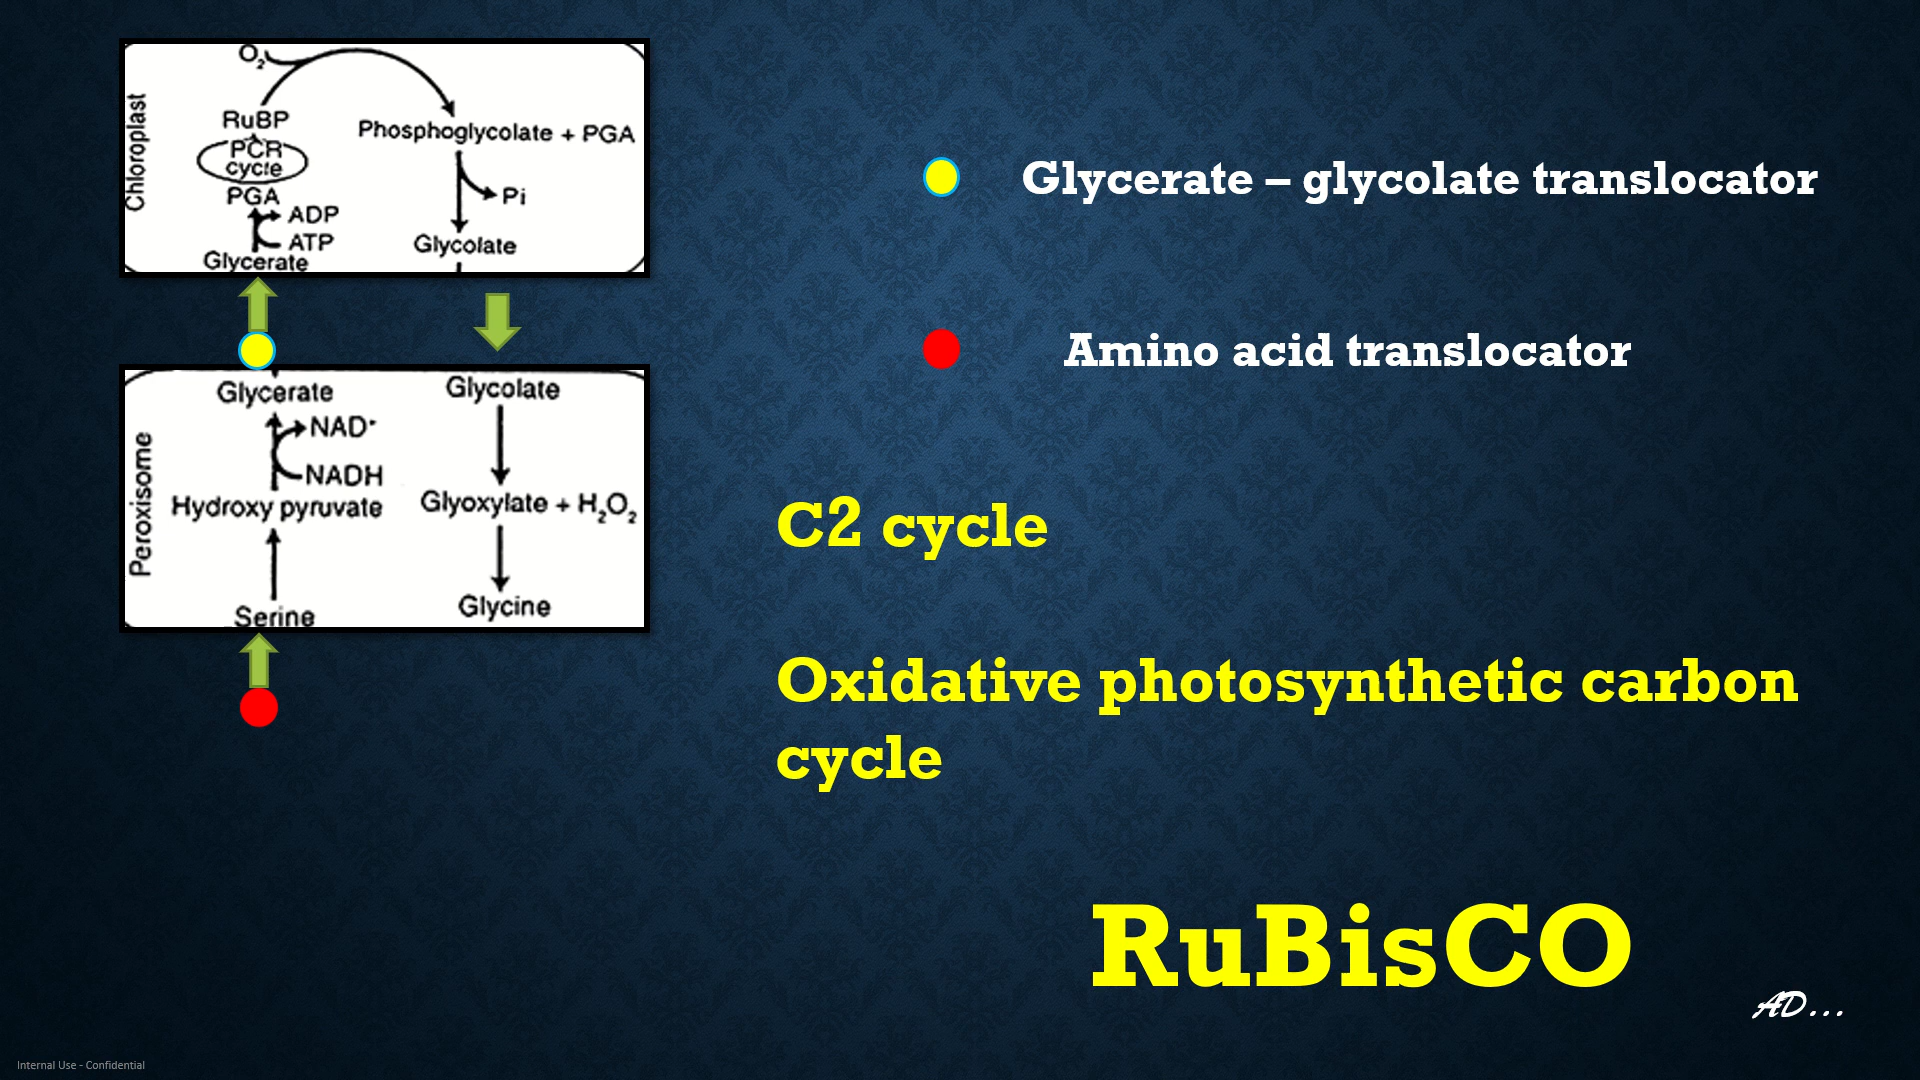 O₂
Chloroplast
RuBP
Phosphoglycolate + PGA
PCR
cycle
PGA
Pi
ADP
ATP
Glycolate
Glycerate
Glycerate – glycolate translocator
Amino acid translocator
Glycerate
Glycolate
Peroxisome
NAD⁺
NADH
Hydroxy pyruvate
Glyoxylate + H₂O₂
Serine
Glycine
C2 cycle
Oxidative photosynthetic carbon
cycle
RuBisCO
AD...
Internal Use - Confidential